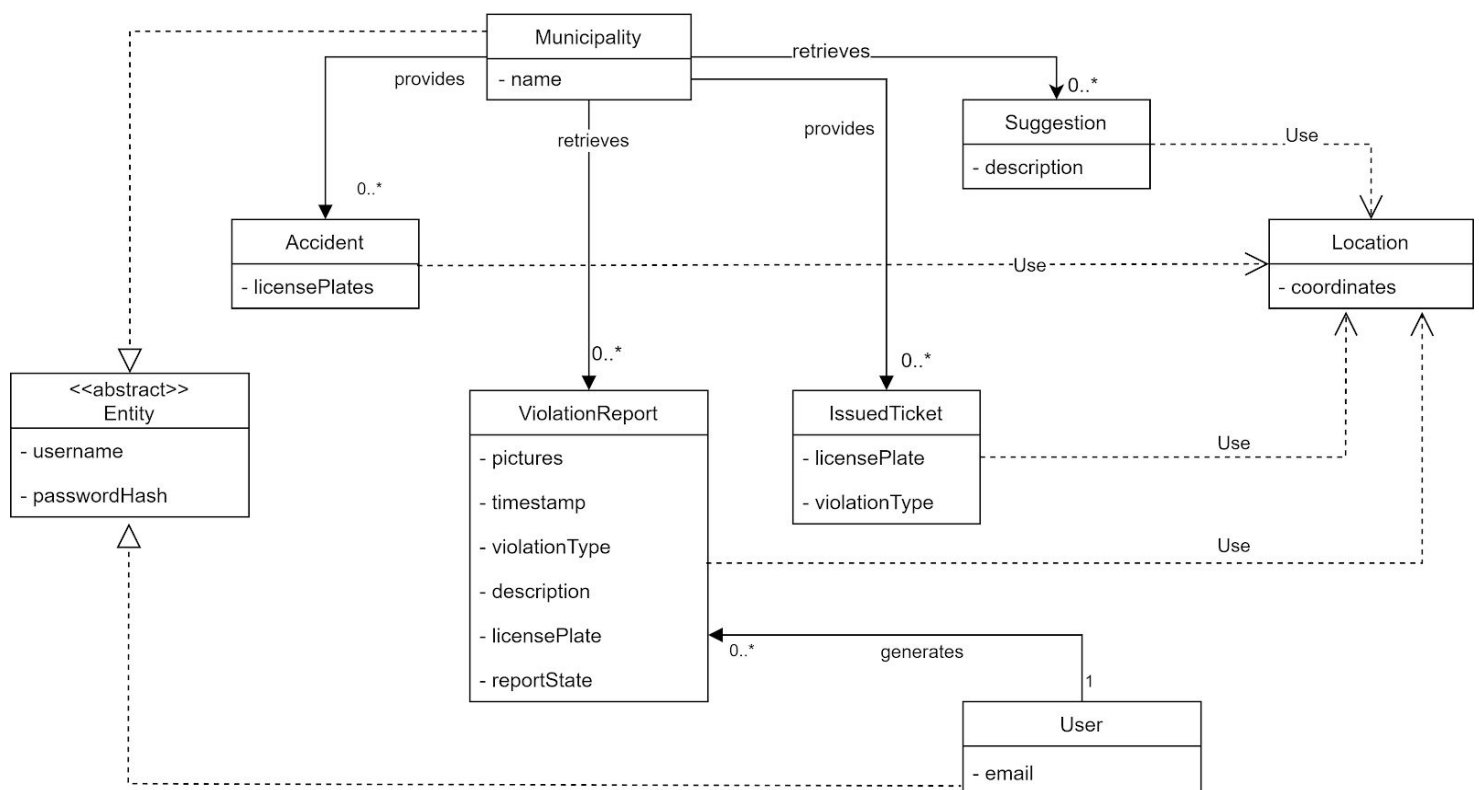 Municipality
- name
provides
retrieves
provides
retrieves
0..*
Suggestion
- description
Use
0..*
Accident
- licensePlates
Use
Location
- coordinates
<<abstract>>
Entity
- username
- passwordHash
0..*
ViolationReport
- pictures
- timestamp
- violationType
- description
- licensePlate
- reportState
0..*
IssuedTicket
- licensePlate
- violationType
Use
Use
0..*
generates
1
User
- email